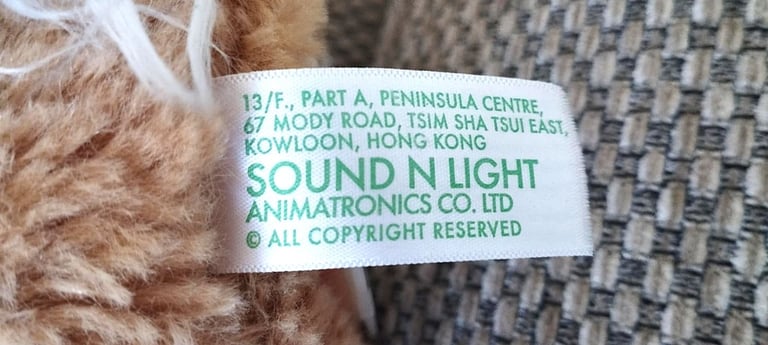 13/F., PART A, PENINSULA CENTRE,
67 MODY ROAD, TSIM SHA TSUI EAST,
KOWLOON, HONG KONG
SOUND N LIGHT
ANIMATRONICS CO. LTD
© ALL COPYRIGHT RESERVED